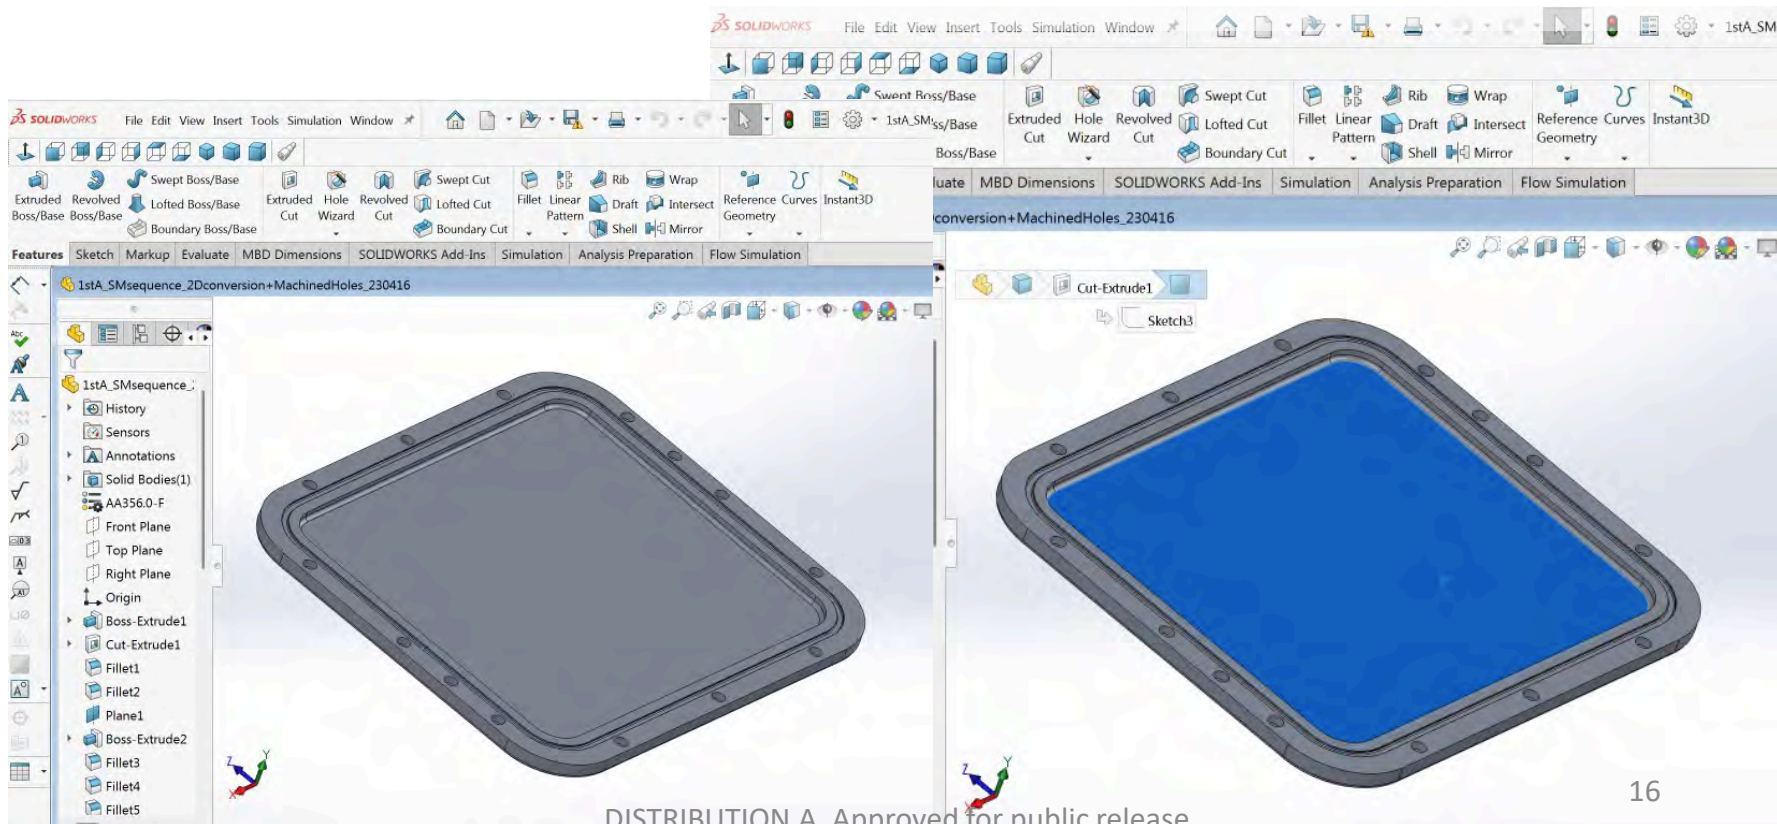 SOLIDWORKS File Edit View Insert Tools Simulation Window 1stA_SM
Swept Boss/Base
ss/Base
Boss/Base
Extruded Cut
Hole Wizard
Revolved Cut
Swept Cut
Lofted Cut
Boundary Cut
Fillet
Linear Pattern
Rib
Draft
Shell
Wrap
Intersect
Mirror
Reference Geometry
Curves
Instant3D
luate MBD Dimensions SOLIDWORKS Add-Ins Simulation Analysis Preparation Flow Simulation
conversion+MachinedHoles_230416
Cut-Extrude1
Sketch3
SOLIDWORKS File Edit View Insert Tools Simulation Window 1stA_SM
Extruded Boss/Base
Revolved Boss/Base
Swept Boss/Base
Lofted Boss/Base
Boundary Boss/Base
Extruded Cut
Hole Wizard
Revolved Cut
Swept Cut
Lofted Cut
Boundary Cut
Fillet
Linear Pattern
Rib
Draft
Shell
Wrap
Intersect
Mirror
Reference Geometry
Curves
Instant3D
Features Sketch Markup Evaluate MBD Dimensions SOLIDWORKS Add-Ins Simulation Analysis Preparation Flow Simulation
1stA_SMsequence_2Dconversion+MachinedHoles_230416
1stA_SMsequence_
History
Sensors
Annotations
Solid Bodies(1)
AA356.0-F
Front Plane
Top Plane
Right Plane
Origin
Boss-Extrude1
Cut-Extrude1
Fillet1
Fillet2
Plane1
Boss-Extrude2
Fillet3
Fillet4
Fillet5
Z
Y
X
Z
Y
X
16
DISTRIBUTION A. Approved for public release